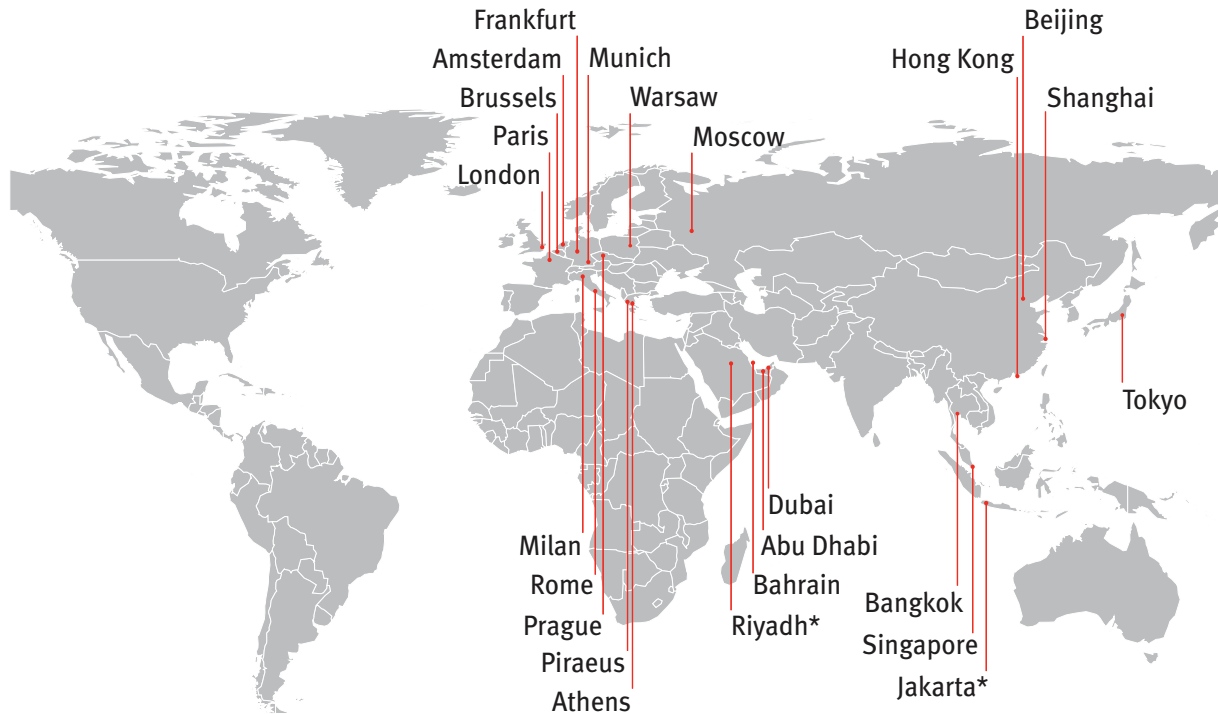 Frankfurt
Beijing
Amsterdam
Munich
Hong Kong
Brussels
Warsaw
Shanghai
Paris
Moscow
London
Tokyo
Dubai
Milan
Abu Dhabi
Rome
Bahrain
Bangkok
Prague
Riyadh*
Singapore
Piraeus
Jakarta*
Athens